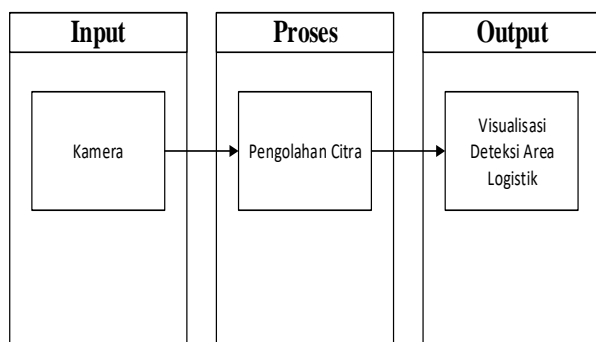 Input
Proses
Output
Kamera
Pengolahan Citra
Visualisasi
Deteksi Area
Logistik